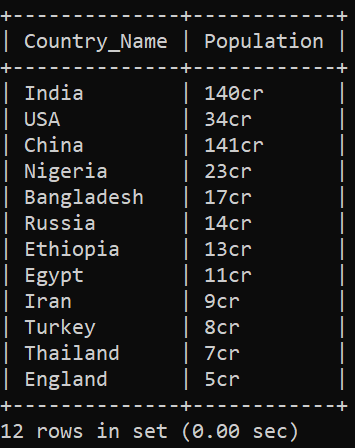 +--------------+------------+
| Country_Name | Population |
+--------------+------------+
| India        | 140cr      |
| USA          | 34cr       |
| China        | 141cr      |
| Nigeria      | 23cr       |
| Bangladesh   | 17cr       |
| Russia       | 14cr       |
| Ethiopia     | 13cr       |
| Egypt        | 11cr       |
| Iran         | 9cr        |
| Turkey       | 8cr        |
| Thailand     | 7cr        |
| England      | 5cr        |
+--------------+------------+
12 rows in set (0.00 sec)